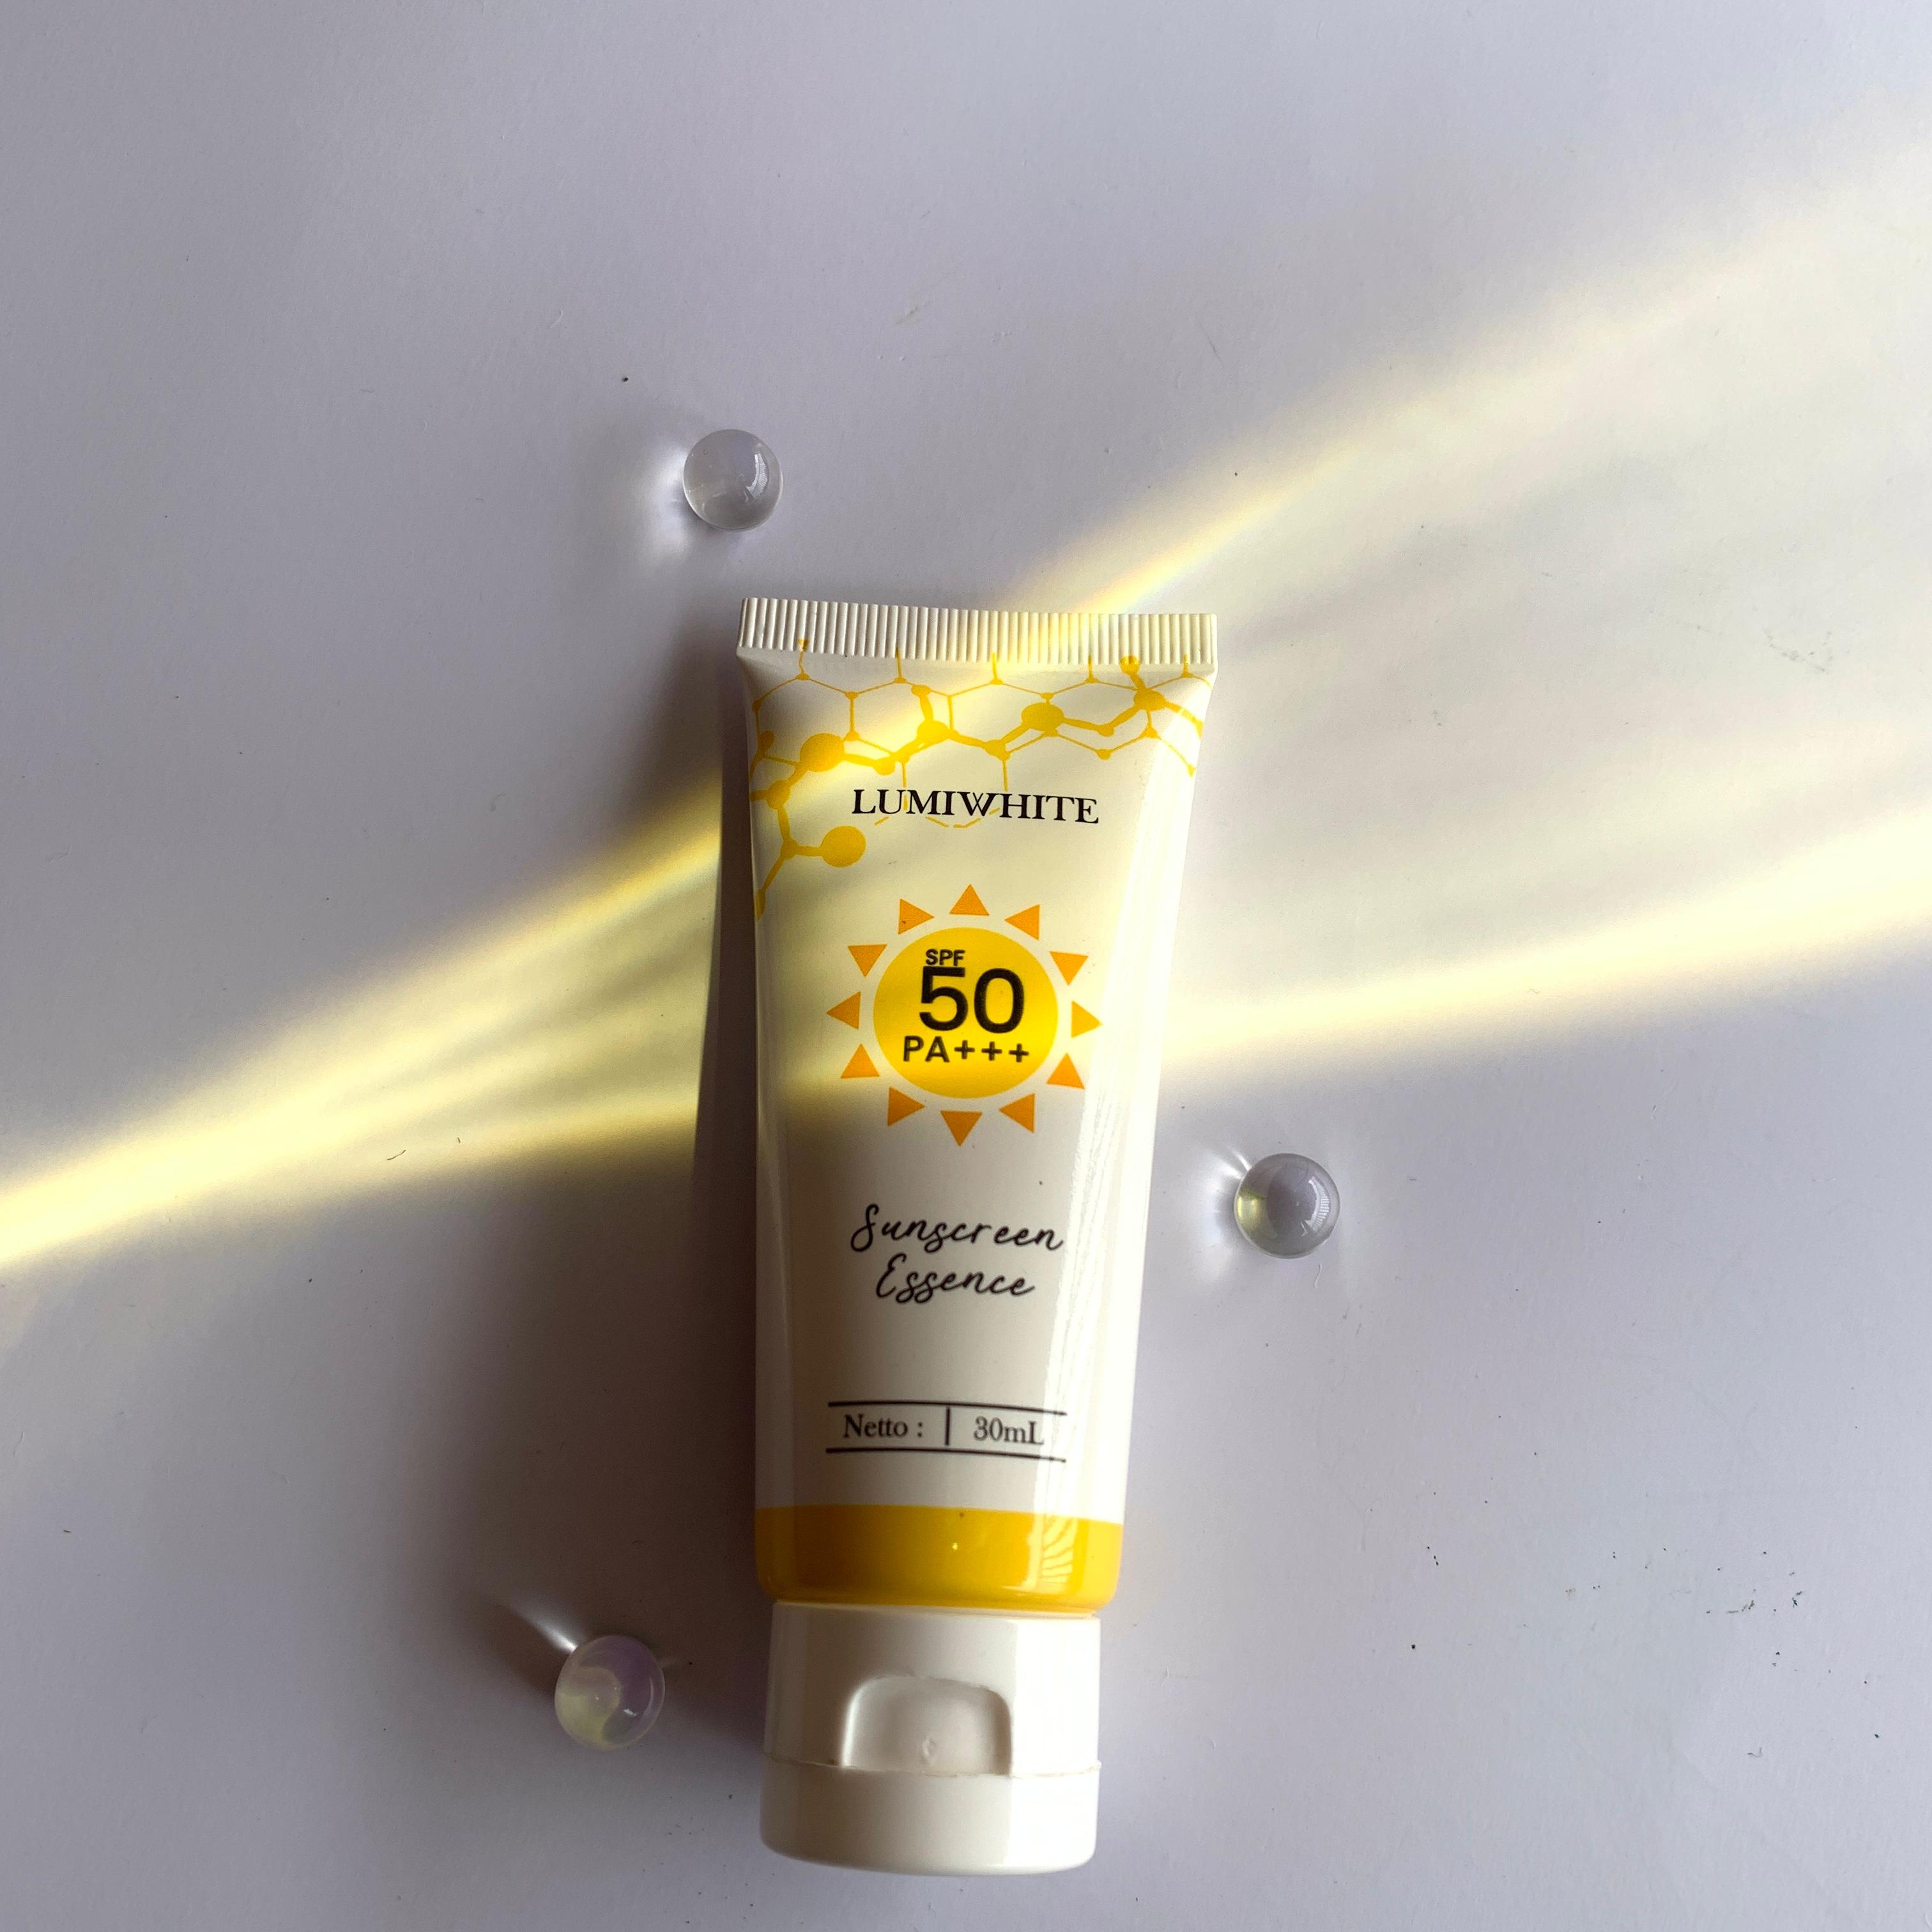 LUMIWHITE
SPF
50
PA+++
Sunscreen
Essence
Netto : | 30mL